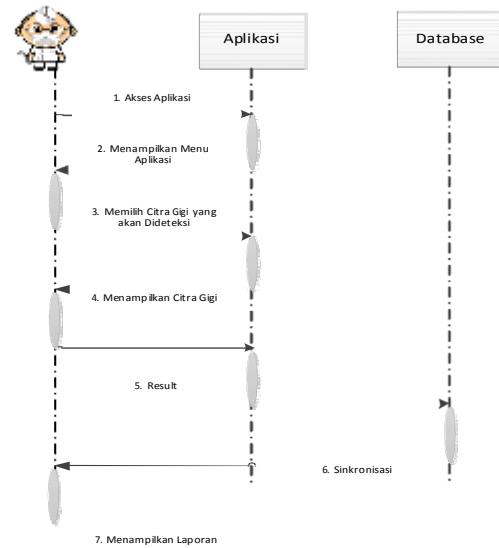 Aplikasi
Database
1. Akses Aplikasi
2. Menampilkan Menu
Aplikasi
3. Memilih Citra Gigi yang
akan Dideteksi
4. Menampilkan Citra Gigi
5. Result
6. Sinkronisasi
7. Menampilkan Laporan